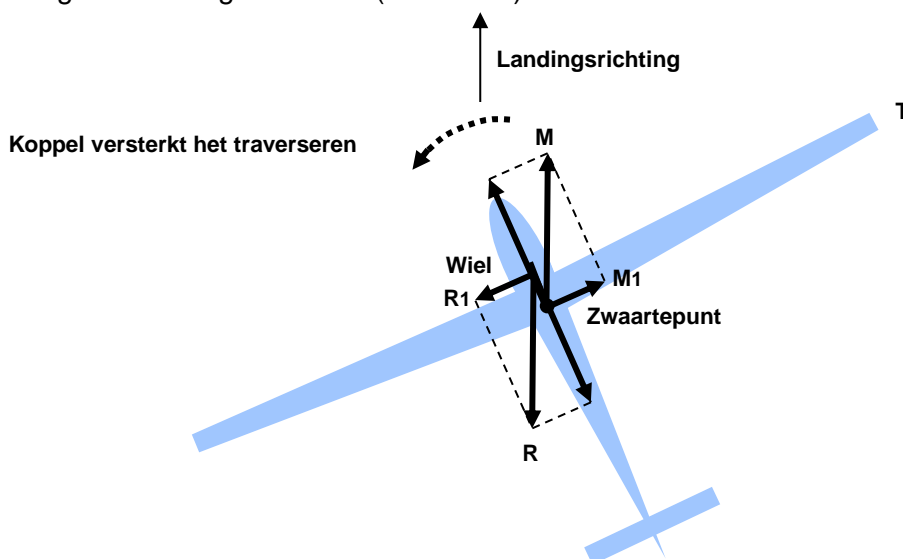 Landingsrichting
T
Koppel versterkt het traverseren
M
Wiel
M1
R1
Zwaartepunt
R